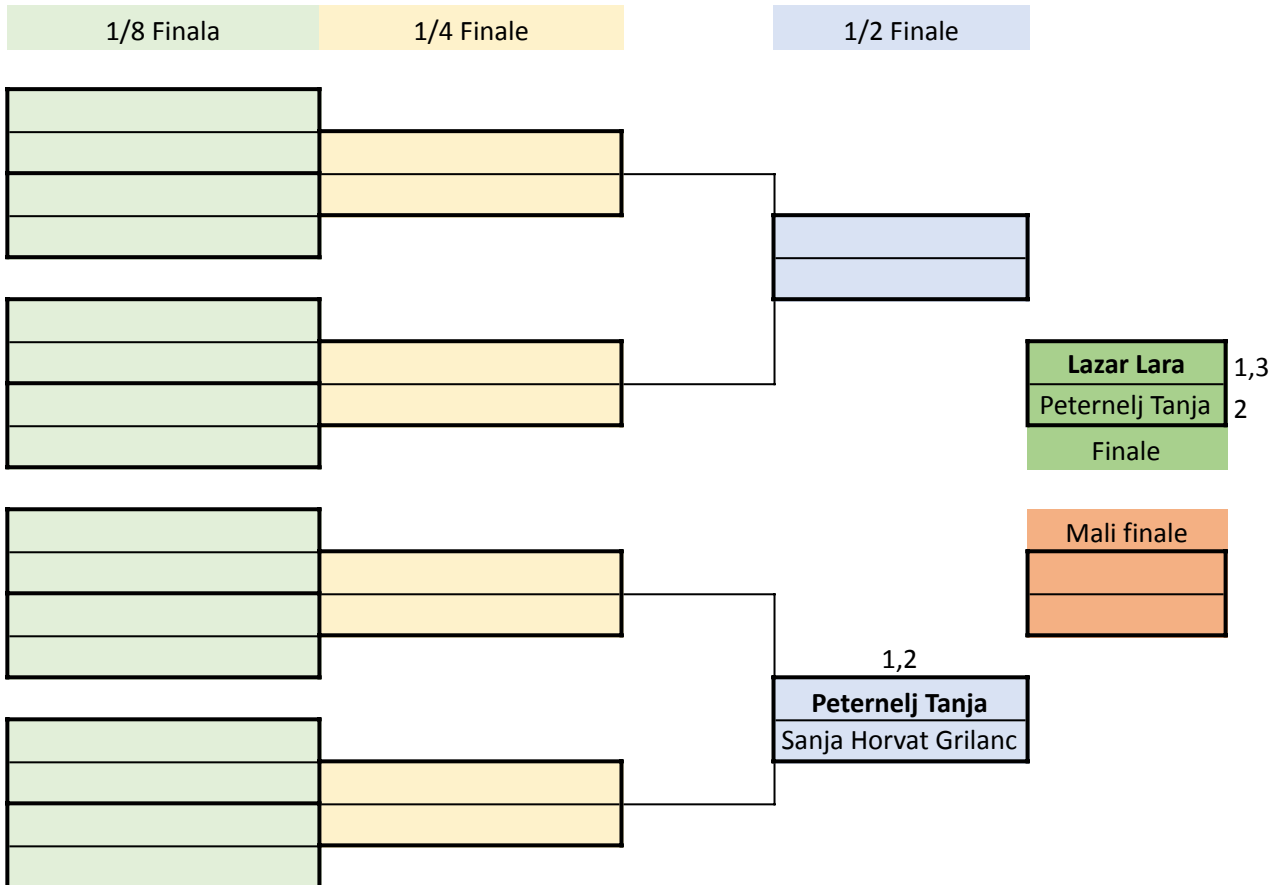 1/8 Finala
1/4 Finale
1/2 Finale
Lazar Lara 1,3
Peternelj Tanja 2
Finale
Mali finale
1,2
Peternelj Tanja
Sanja Horvat Grilanc